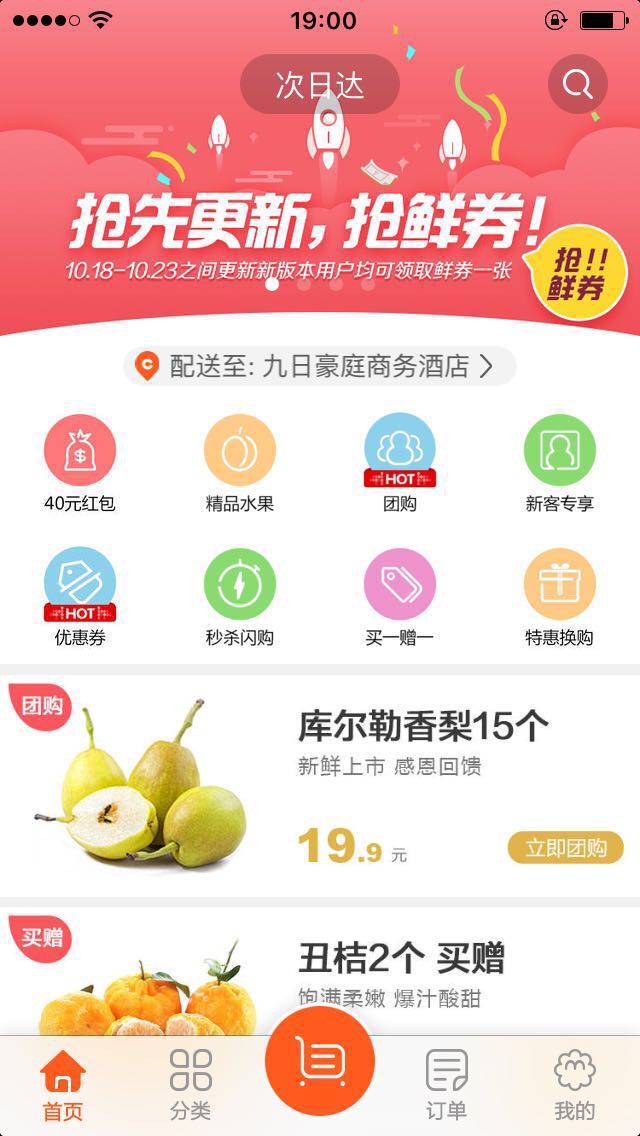 19:00
次日达
抢先更新,抢鲜券!
10.18-10.23之间更新新版本用户均可领取鲜券一张
抢!!
鲜券
配送至: 九日豪庭商务酒店
$
HOT
40元红包 精品水果 团购 新客专享
HOT
优惠券 秒杀闪购 买一赠一 特惠换购
团购
库尔勒香梨15个
新鲜上市 感恩回馈
19.9 元
立即团购
买赠
丑桔2个 买赠
饱满柔嫩 爆汁酸甜
首页 分类 订单 我的